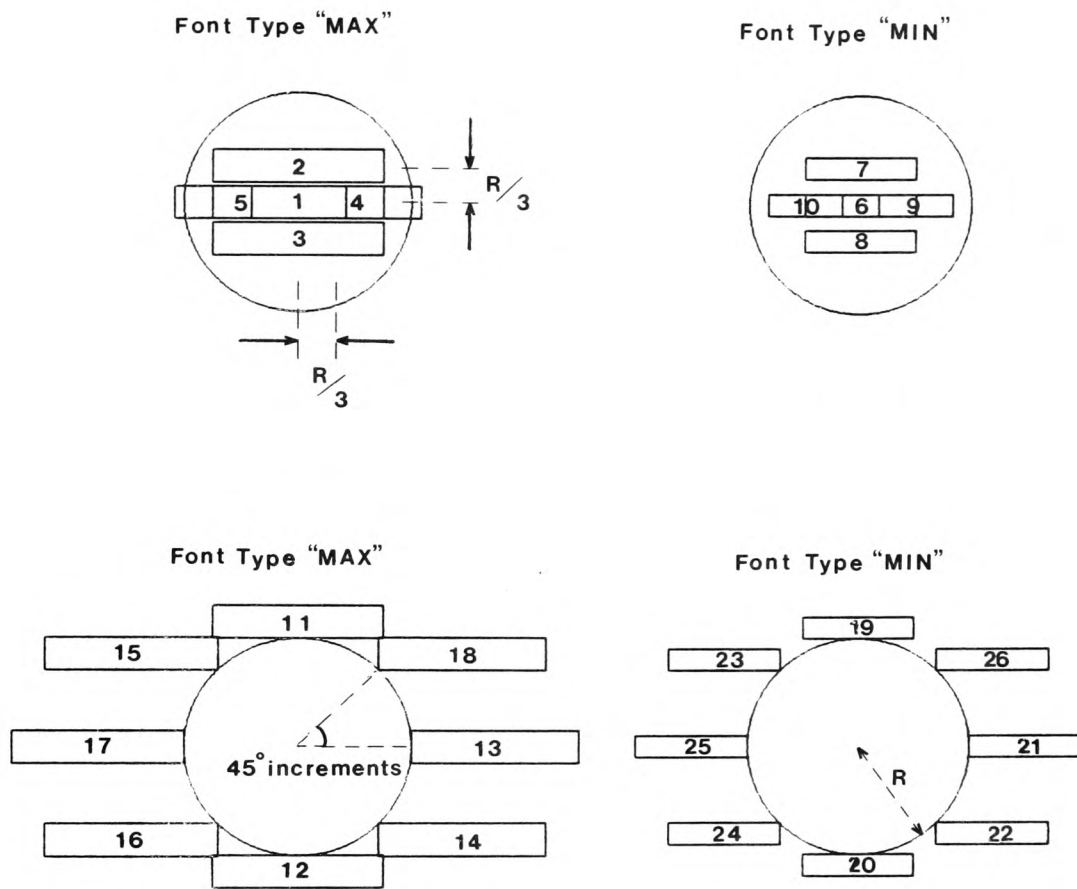 Font Type “MAX”
Font Type “MIN”
2
5 1 4
3
R/3
R/3
7
10 6 9
8
Font Type “MAX”
Font Type “MIN”
11
15 18
17 13
45° increments
16 14
12
19
23 26
25 21
R
24 22
20